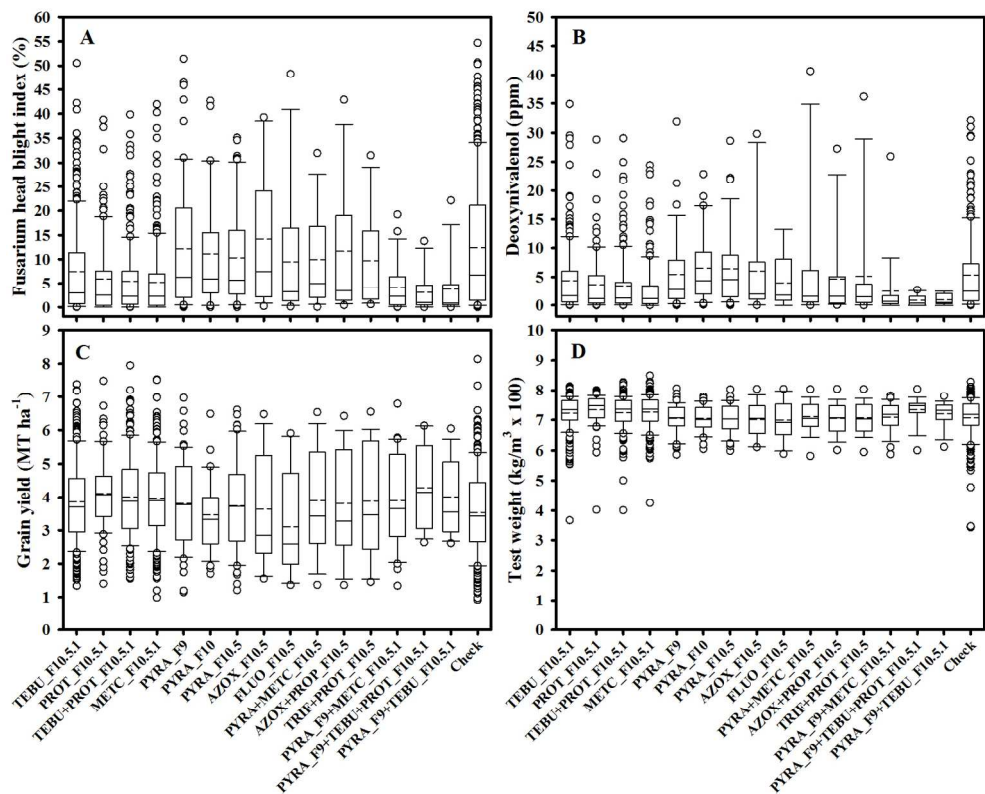 A
B
Fusarium head blight index (%)
60
55
50
45
40
35
30
25
20
15
10
5
0
Deoxynivalenol (ppm)
50
45
40
35
30
25
20
15
10
5
0
C
D
Grain yield (MT ha-1)
9
8
7
6
5
4
3
2
1
0
Test weight (kg/m3 x 100)
10
9
8
7
6
5
4
3
2
1
0
TEBU_F10.5.1
PROT_F10.5.1
TEBU+PROT_F10.5.1
METC_F10.5.1
PYRA_F9
PYRA_F10
PYRA_F10.5
AZOX_F10.5
FLUO_F10.5
PYRA+METC_F10.5
AZOX+PROP_F10.5
TRIF+PROT_F10.5
PYRA_F9+METC_F10.5.1
PYRA_F9+TEBU+PROT_F10.5.1
PYRA_F9+TEBU_F10.5.1
Check
TEBU_F10.5.1
PROT_F10.5.1
TEBU+PROT_F10.5.1
METC_F10.5.1
PYRA_F9
PYRA_F10
PYRA_F10.5
AZOX_F10.5
FLUO_F10.5
PYRA+METC_F10.5
AZOX+PROP_F10.5
TRIF+PROT_F10.5
PYRA_F9+METC_F10.5.1
PYRA_F9+TEBU+PROT_F10.5.1
PYRA_F9+TEBU_F10.5.1
Check